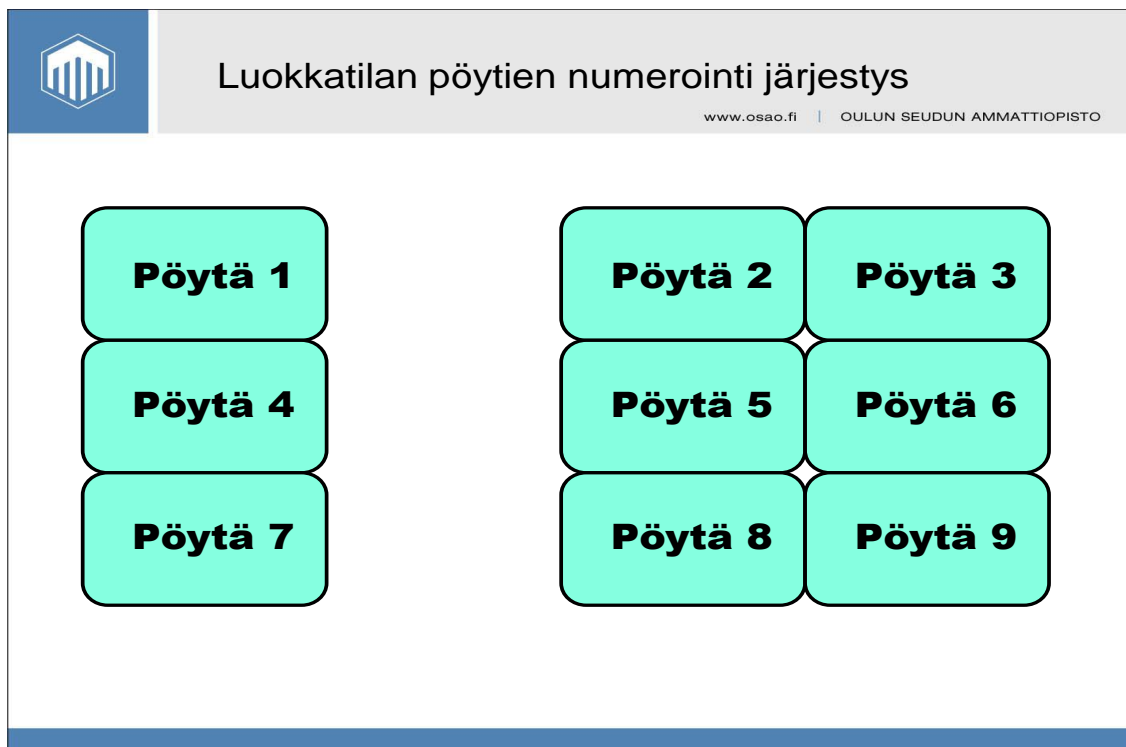 Luokkatilan pöytien numerointi järjestys
www.osao.fi | OULUN SEUDUN AMMATTIOPISTO
Pöytä 1 Pöytä 2 Pöytä 3
Pöytä 4 Pöytä 5 Pöytä 6
Pöytä 7 Pöytä 8 Pöytä 9